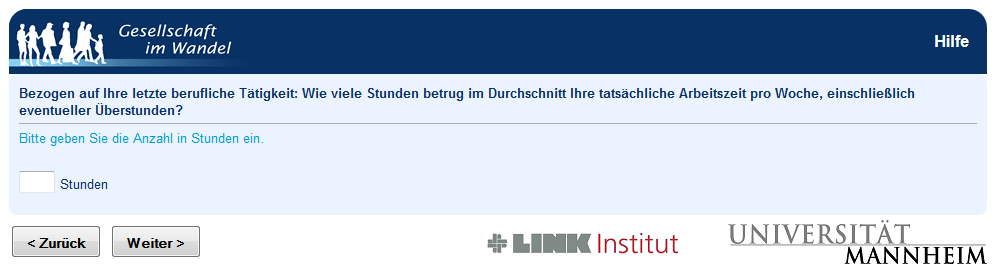 Gesellschaft
im Wandel
Hilfe
Bezogen auf Ihre letzte berufliche Tätigkeit: Wie viele Stunden betrug im Durchschnitt Ihre tatsächliche Arbeitszeit pro Woche, einschließlich
eventueller Überstunden?
Bitte geben Sie die Anzahl in Stunden ein.
Stunden
< Zurück
Weiter >
LINK Institut
UNIVERSITÄT
MANNHEIM